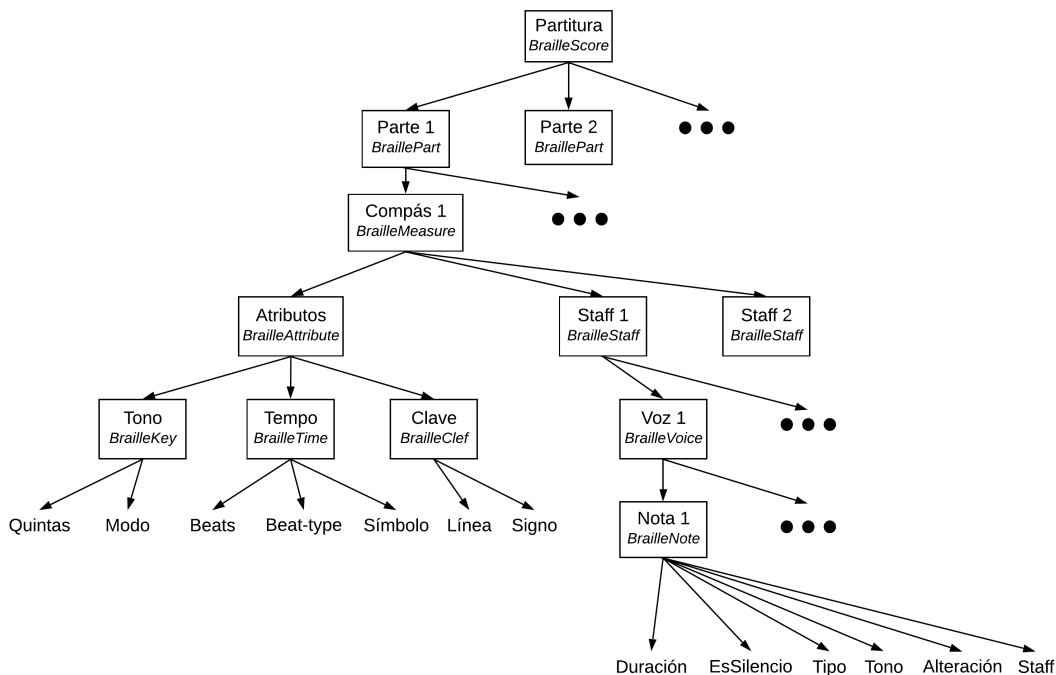 Partitura
BrailleScore
Parte 1
BraillePart
Parte 2
BraillePart
Compás 1
BrailleMeasure
Atributos
BrailleAttribute
Staff 1
BrailleStaff
Staff 2
BrailleStaff
Tono
BrailleKey
Tempo
BrailleTime
Clave
BrailleClef
Voz 1
BrailleVoice
Quintas
Modo
Beats
Beat-type
Símbolo
Línea
Signo
Nota 1
BrailleNote
Duración
EsSilencio
Tipo
Tono
Alteración
Staff